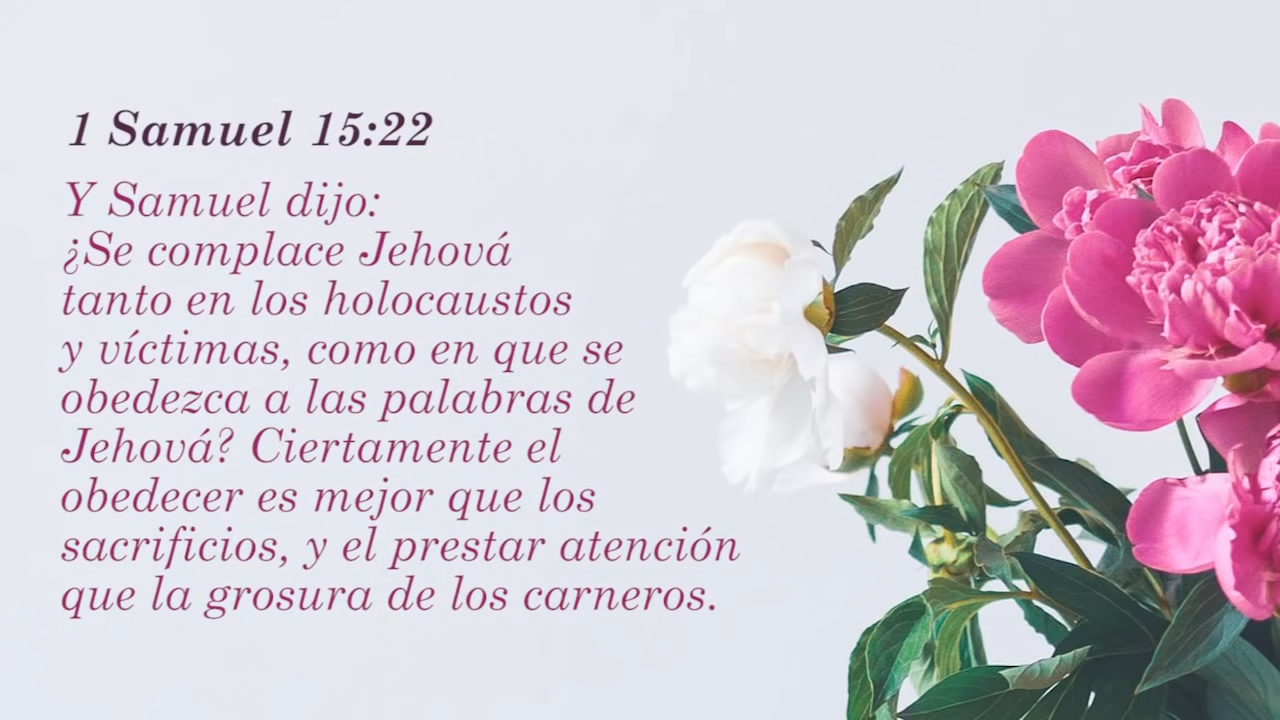 1 Samuel 15:22
Y Samuel dijo:
¿Se complace Jehová
tanto en los holocaustos
y víctimas, como en que se
obedezca a las palabras de
Jehová? Ciertamente el
obedecer es mejor que los
sacrificios, y el prestar atención
que la grosura de los carneros.